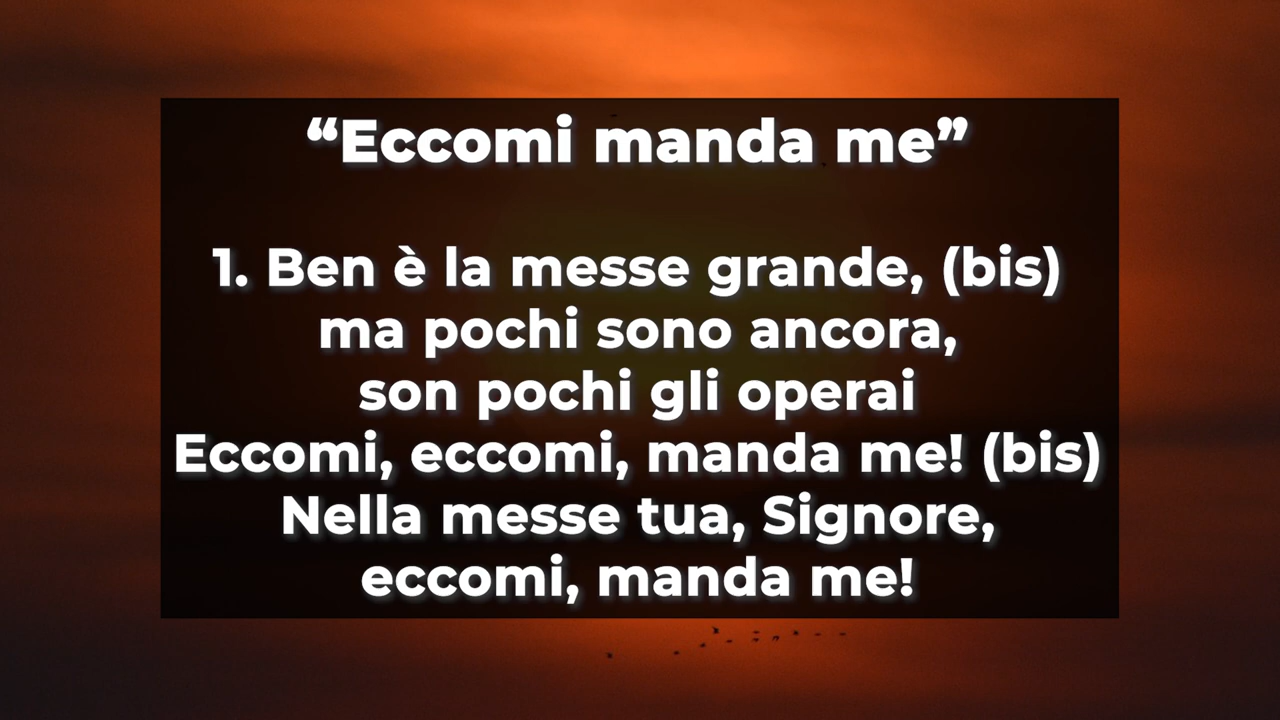 “Eccomi manda me”
1. Ben è la messe grande, (bis)
ma pochi sono ancora,
son pochi gli operai
Eccomi, eccomi, manda me! (bis)
Nella messe tua, Signore,
eccomi, manda me!